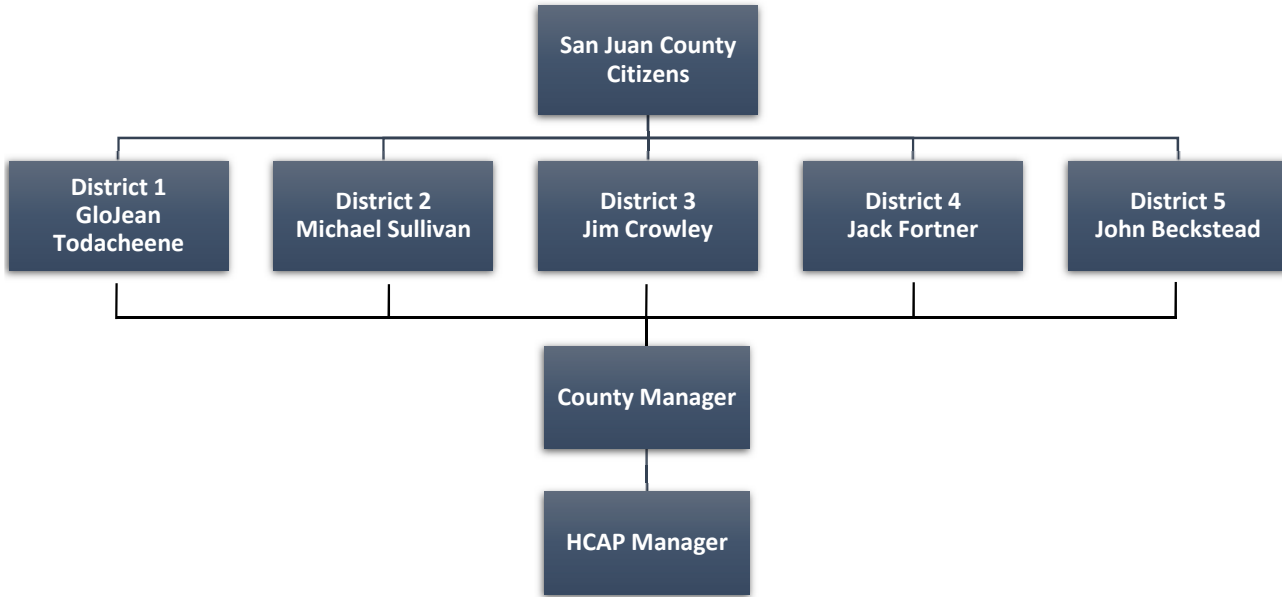 San Juan County
Citizens
District 1
GloJean
Todacheene
District 2
Michael Sullivan
District 3
Jim Crowley
District 4
Jack Fortner
District 5
John Beckstead
County Manager
HCAP Manager